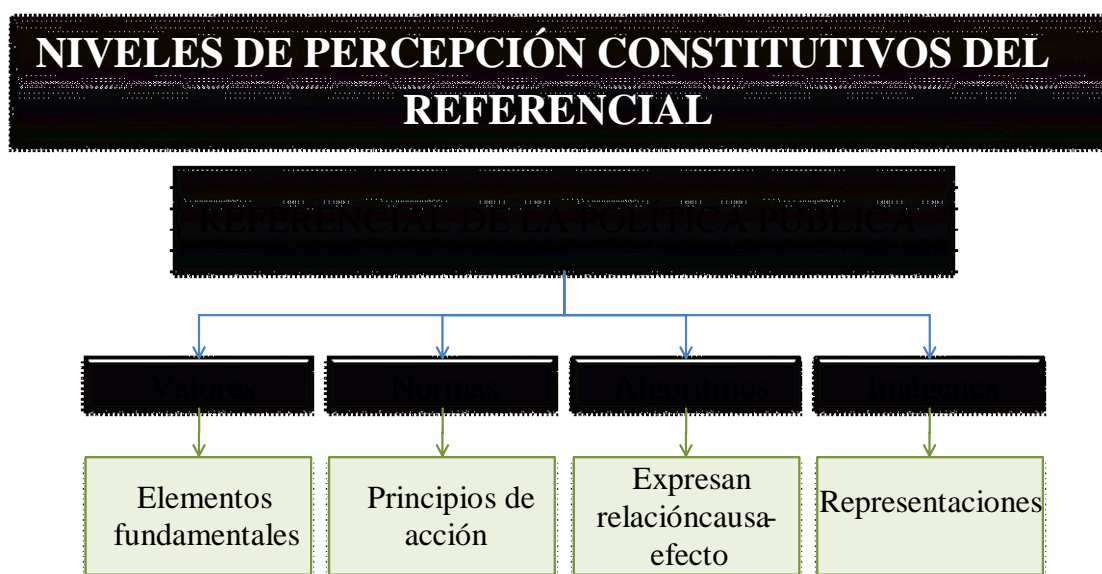 NIVELES DE PERCEPCIÓN CONSTITUTIVOS DEL
REFERENCIAL
REFERENCIAL DE LA POLÍTICA PÚBLICA
Valores
Normas
Algoritmos
Imágenes
Elementos
fundamentales
Principios de
acción
Expresan
relacióncausa-
efecto
Representaciones